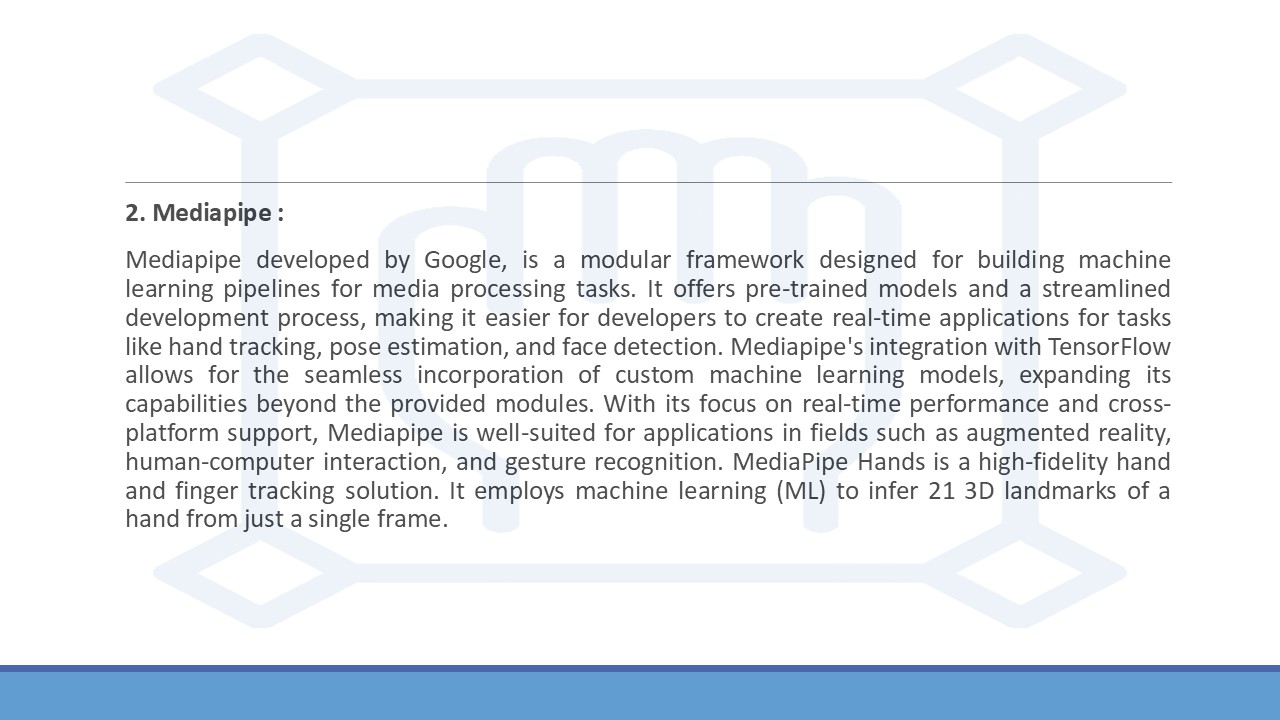 2. Mediapipe :
Mediapipe developed by Google, is a modular framework designed for building machine
learning pipelines for media processing tasks. It offers pre-trained models and a streamlined
development process, making it easier for developers to create real-time applications for tasks
like hand tracking, pose estimation, and face detection. Mediapipe's integration with TensorFlow
allows for the seamless incorporation of custom machine learning models, expanding its
capabilities beyond the provided modules. With its focus on real-time performance and cross-
platform support, Mediapipe is well-suited for applications in fields such as augmented reality,
human-computer interaction, and gesture recognition. MediaPipe Hands is a high-fidelity hand
and finger tracking solution. It employs machine learning (ML) to infer 21 3D landmarks of a
hand from just a single frame.